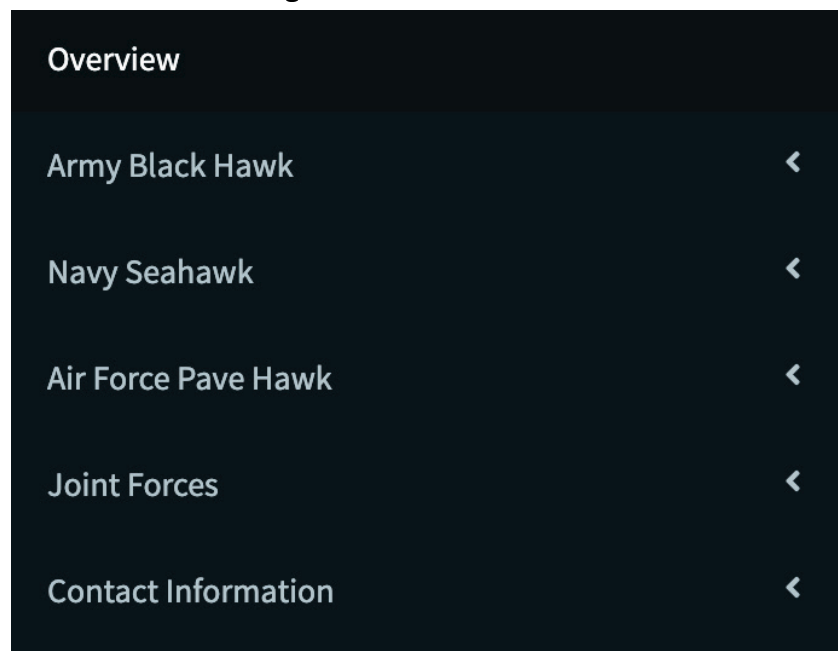 Overview
Army Black Hawk
Navy Seahawk
Air Force Pave Hawk
Joint Forces
Contact Information